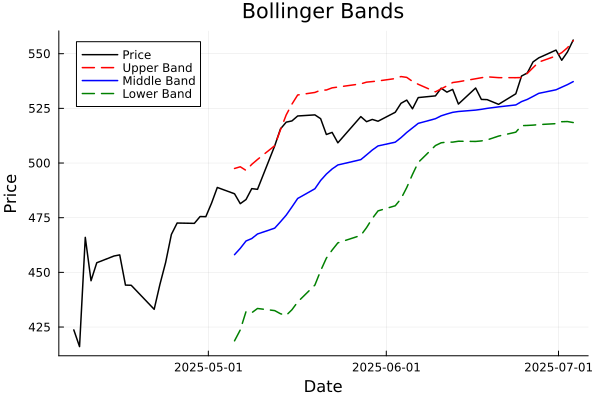 Bollinger Bands
Price
Upper Band
Middle Band
Lower Band
550
525
500
475
450
425
Price
2025-05-01
2025-06-01
2025-07-01
Date